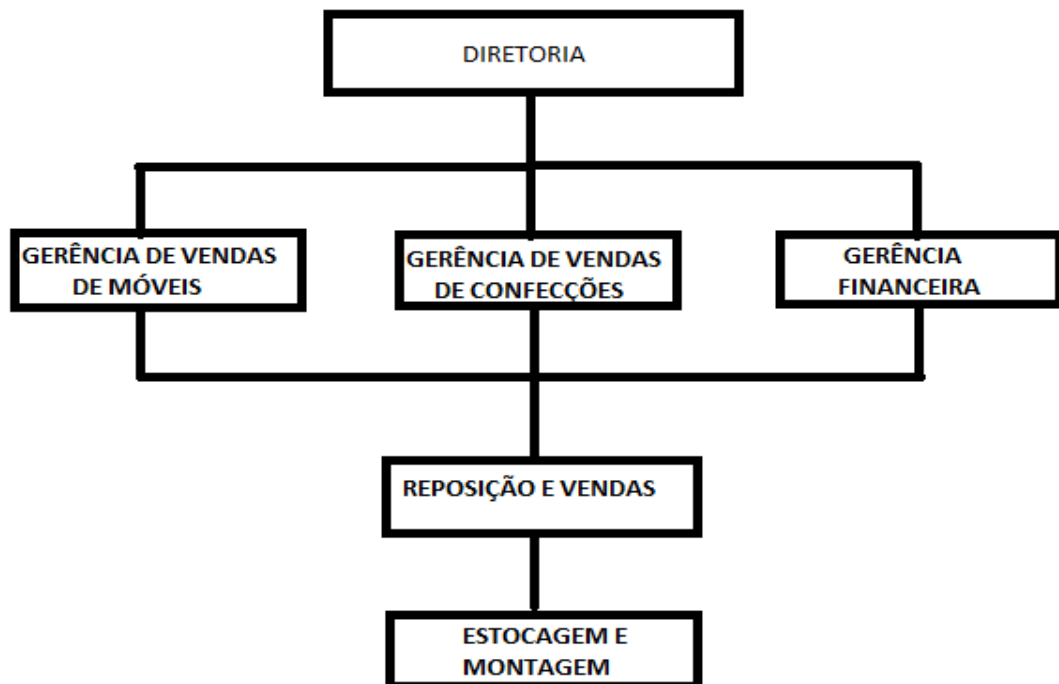 DIRETORIA
GERÊNCIA DE VENDAS
DE MÓVEIS
GERÊNCIA DE VENDAS
DE CONFECÇÕES
GERÊNCIA
FINANCEIRA
REPOSIÇÃO E VENDAS
ESTOCAGEM E
MONTAGEM